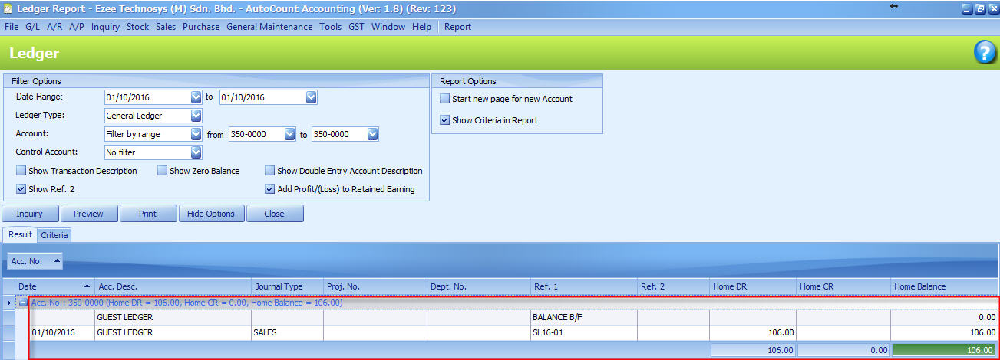 Ledger Report - Ezee Technosys (M) Sdn. Bhd. - AutoCount Accounting (Ver: 1.8) (Rev: 123)
File G/L A/R A/P Inquiry Stock Sales Purchase General Maintenance Tools GST Window Help Report
Ledger
Filter Options
Date Range: 01/10/2016 to 01/10/2016
Ledger Type: General Ledger
Account: Filter by range from 350-0000 to 350-0000
Control Account: No filter
Show Transaction Description Show Zero Balance Show Double Entry Account Description
Show Ref. 2 Add Profit/(Loss) to Retained Earning
Report Options
Start new page for new Account
Show Criteria in Report
Inquiry Preview Print Hide Options Close
Result Criteria
Acc. No.
Date Acc. Desc. Journal Type Proj. No. Dept. No. Ref. 1 Ref. 2 Home DR Home CR Home Balance
Acc. No.: 350-0000 (Home DR = 106.00, Home CR = 0.00, Home Balance = 106.00)
GUEST LEDGER BALANCE B/F 0.00
01/10/2016 GUEST LEDGER SALES SL16-01 106.00 106.00
106.00 0.00 106.00